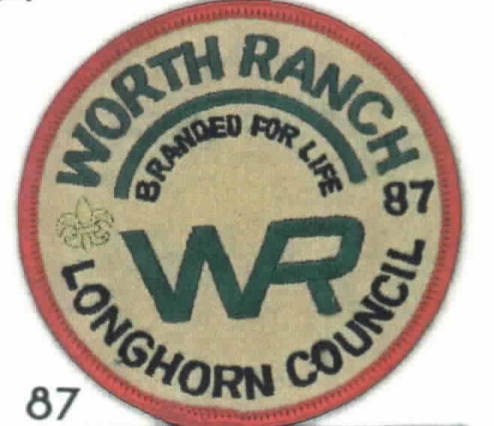 WORTH RANCH
BRANDED FOR LIFE
87
WR
LONGHORN COUNCIL
87